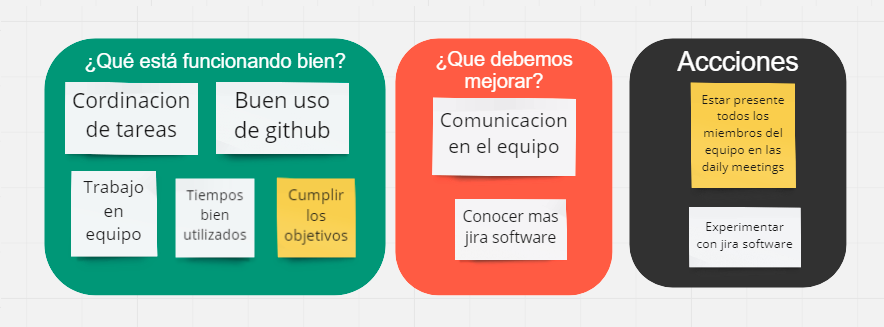 ¿Qué está funcionando bien?
Cordinacion
de tareas
Buen uso
de github
Trabajo
en
equipo
Tiempos
bien
utilizados
Cumplir
los
objetivos
¿Que debemos
mejorar?
Comunicacion
en el equipo
Conocer mas
jira software
Accciones
Estar presente
todos los
miembros del
equipo en las
daily meetings
Experimentar
con jira software